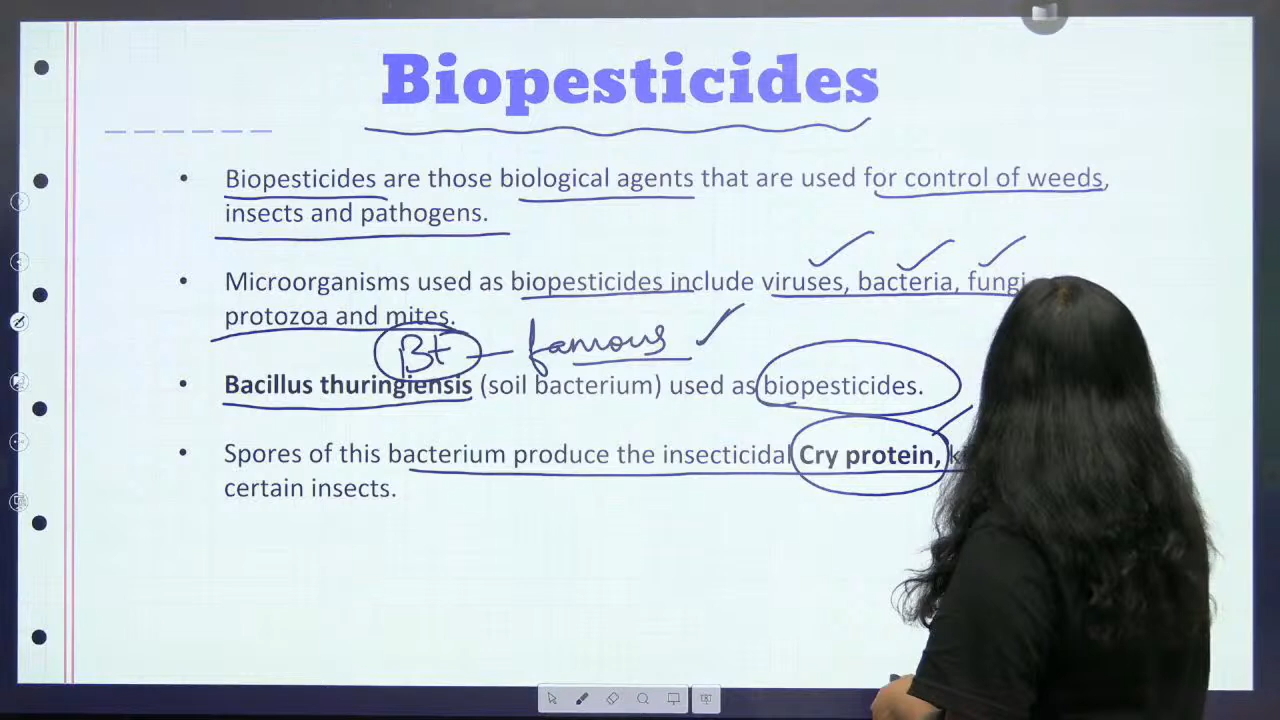 Biopesticides
• Biopesticides are those biological agents that are used for control of weeds,
insects and pathogens.
• Microorganisms used as biopesticides include viruses, bacteria, fungi
protozoa and mites.
Bt — famous
• Bacillus thuringiensis (soil bacterium) used as biopesticides.
• Spores of this bacterium produce the insecticidal Cry protein,
certain insects.